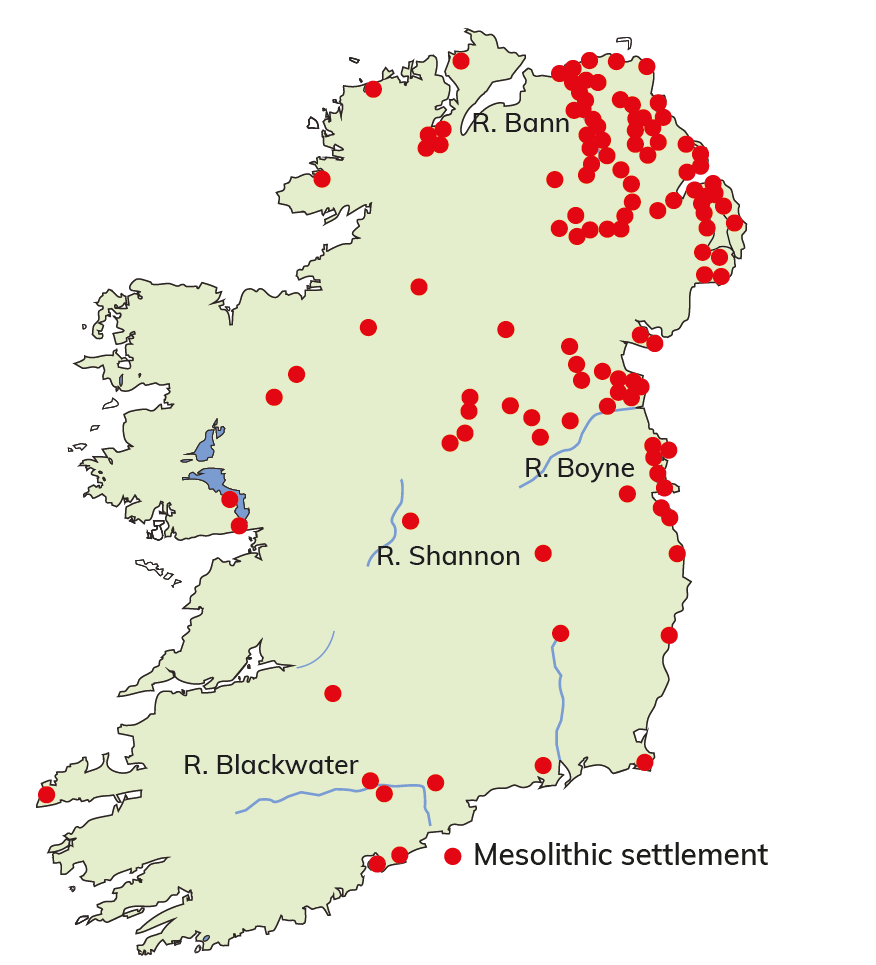 R. Bann
R. Boyne
R. Shannon
R. Blackwater
Mesolithic settlement